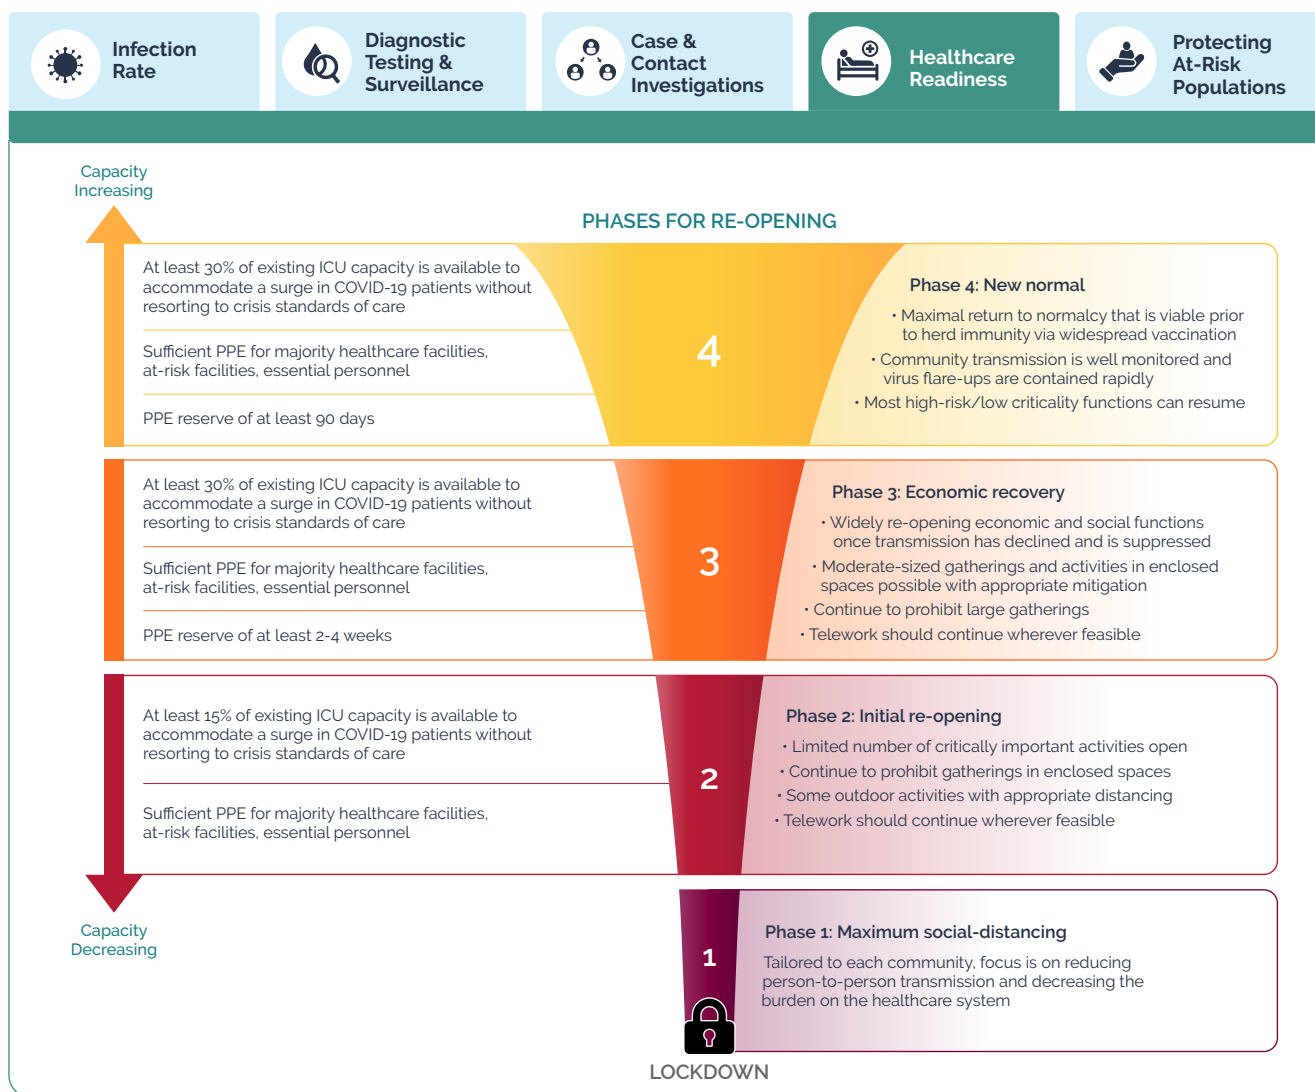 Infection
Rate
Diagnostic
Testing &
Surveillance
Case &
Contact
Investigations
Healthcare
Readiness
Protecting
At-Risk
Populations
Capacity
Increasing
PHASES FOR RE-OPENING
At least 30% of existing ICU capacity is available to
accommodate a surge in COVID-19 patients without
resorting to crisis standards of care
Sufficient PPE for majority healthcare facilities,
at-risk facilities, essential personnel
PPE reserve of at least 90 days
4
Phase 4: New normal
• Maximal return to normalcy that is viable prior
to herd immunity via widespread vaccination
• Community transmission is well monitored and
virus flare-ups are contained rapidly
• Most high-risk/low criticality functions can resume
At least 30% of existing ICU capacity is available to
accommodate a surge in COVID-19 patients without
resorting to crisis standards of care
Sufficient PPE for majority healthcare facilities,
at-risk facilities, essential personnel
PPE reserve of at least 2-4 weeks
3
Phase 3: Economic recovery
• Widely re-opening economic and social functions
once transmission has declined and is suppressed
• Moderate-sized gatherings and activities in enclosed
spaces possible with appropriate mitigation
• Continue to prohibit large gatherings
• Telework should continue wherever feasible
At least 15% of existing ICU capacity is available to
accommodate a surge in COVID-19 patients without
resorting to crisis standards of care
Sufficient PPE for majority healthcare facilities,
at-risk facilities, essential personnel
2
Phase 2: Initial re-opening
• Limited number of critically important activities open
• Continue to prohibit gatherings in enclosed spaces
• Some outdoor activities with appropriate distancing
• Telework should continue wherever feasible
Capacity
Decreasing
1
Phase 1: Maximum social-distancing
Tailored to each community, focus is on reducing
person-to-person transmission and decreasing the
burden on the healthcare system
LOCKDOWN